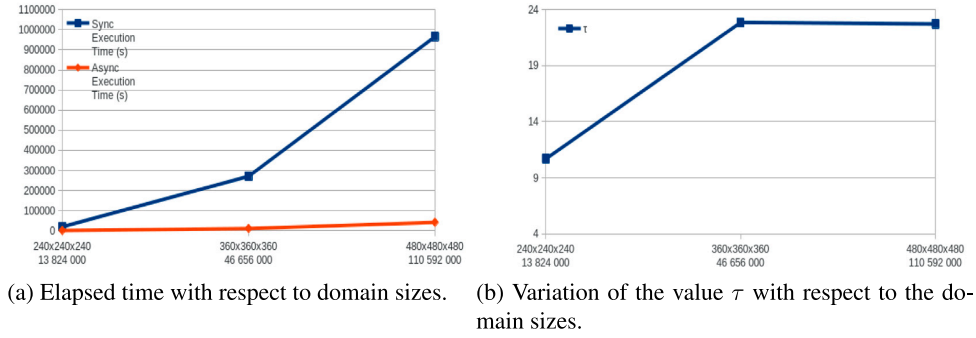 1100000
1000000
900000
800000
700000
600000
500000
400000
300000
200000
100000
0
Sync
Execution
Time (s)
Async
Execution
Time (s)
240x240x240
13 824 000
360x360x360
46 656 000
480x480x480
110 592 000
(a) Elapsed time with respect to domain sizes.
24
19
14
9
4
τ
240x240x240
13 824 000
360x360x360
46 656 000
480x480x480
110 592 000
(b) Variation of the value τ with respect to the do-
main sizes.